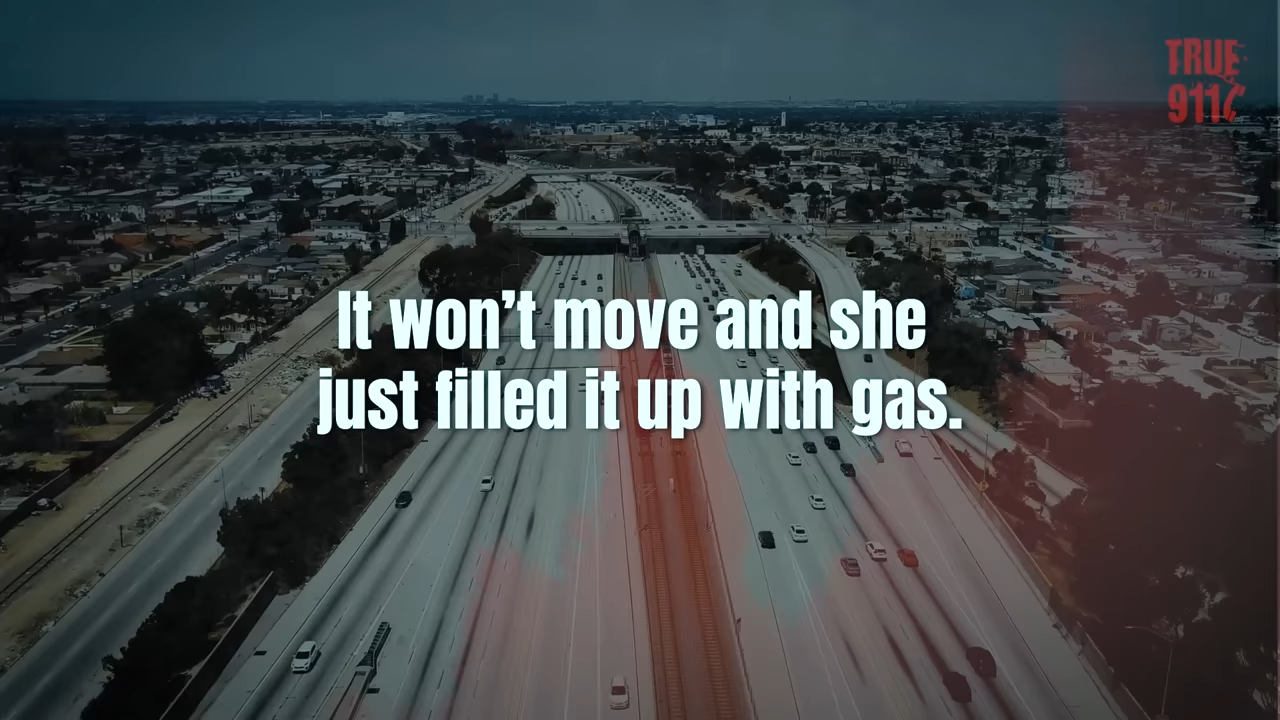 TRUE
911
It won’t move and she
just filled it up with gas.